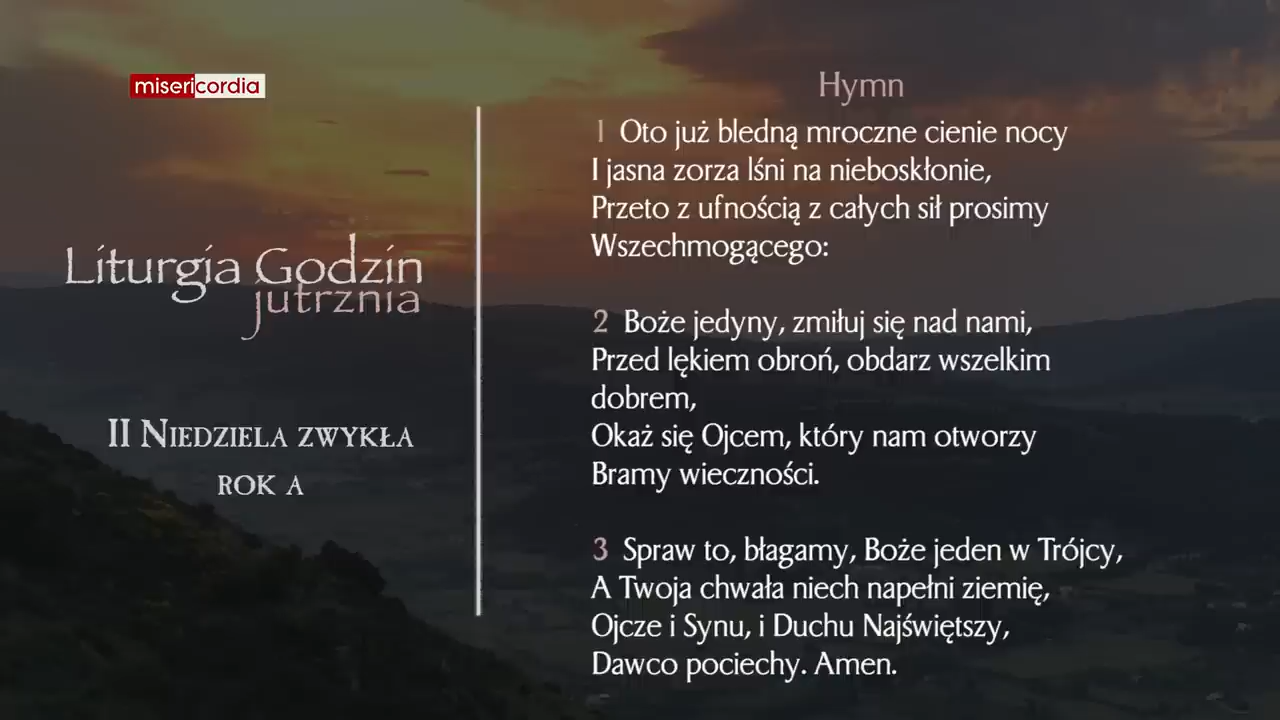 misericordia
Liturgia Godzin
jutrznia
II Niedziela zwykła
rok A
Hymn
1 Oto już bledną mroczne cienie nocy
I jasna zorza lśni na nieboskłonie,
Przeto z ufnością z całych sił prosimy
Wszechmogącego:
2 Boże jedyny, zmiłuj się nad nami,
Przed lękiem obroń, obdarz wszelkim
dobrem,
Okaż się Ojcem, który nam otworzy
Bramy wieczności.
3 Spraw to, błagamy, Boże jeden w Trójcy,
A Twoja chwała niech napełni ziemię,
Ojcze i Synu, i Duchu Najświętszy,
Dawco pociechy. Amen.